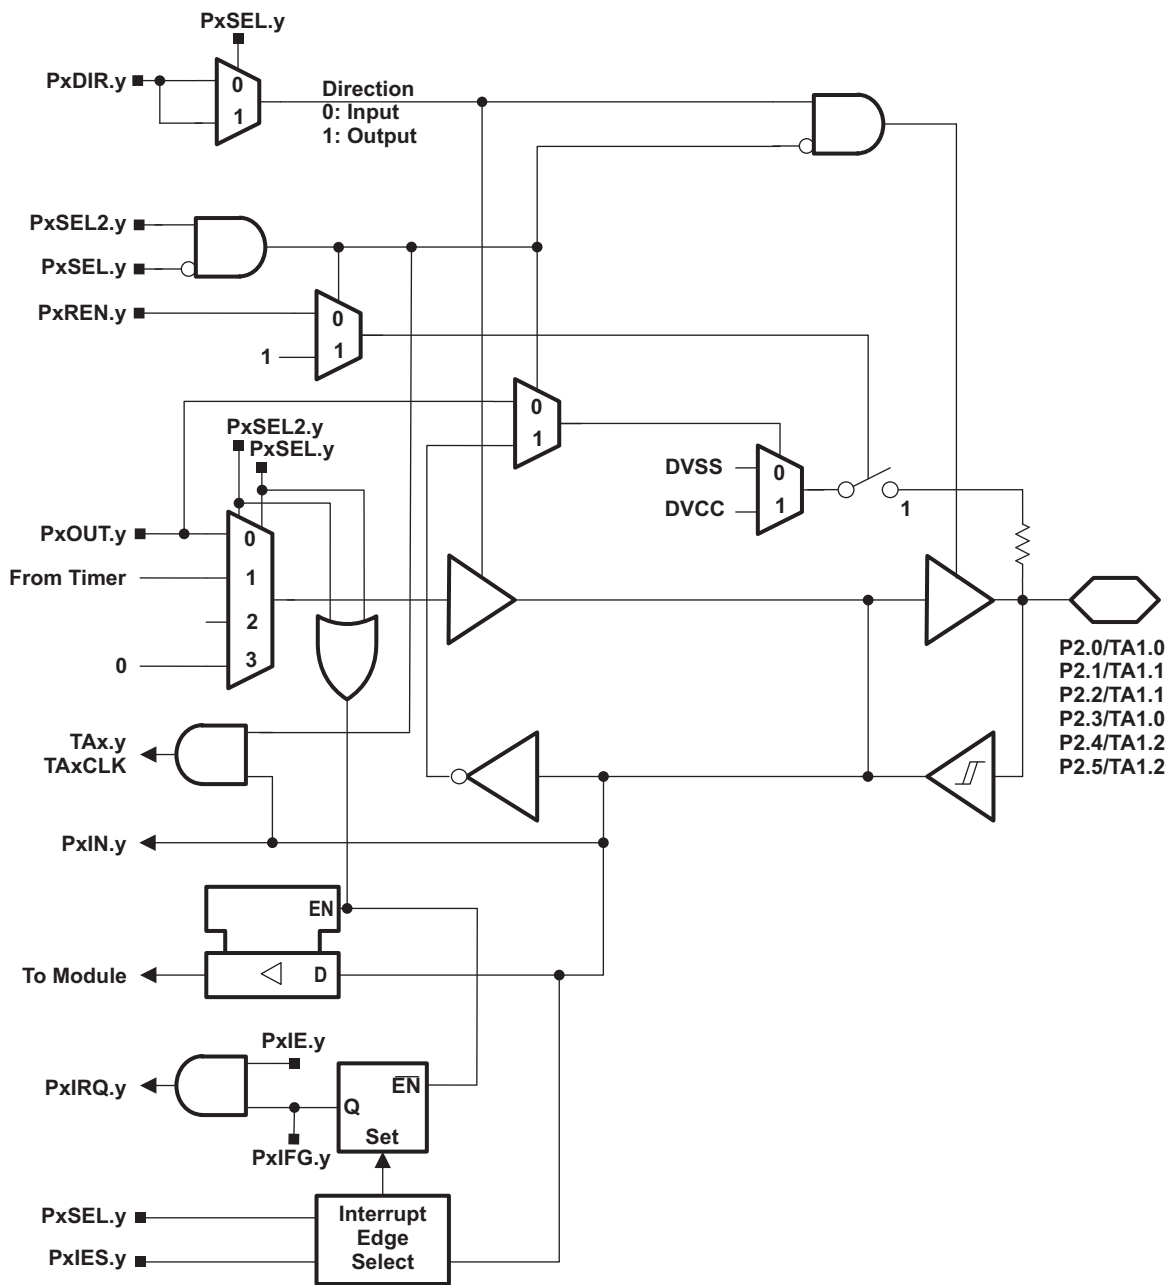 PxSEL.y
PxDIR.y
0
1
Direction
0: Input
1: Output
PxSEL2.y
PxSEL.y
PxREN.y
0
1
1
0
1
PxSEL2.y
PxSEL.y
DVSS
0
DVCC
1
1
PxOUT.y
0
From Timer
1
2
0
3
P2.0/TA1.0
P2.1/TA1.1
P2.2/TA1.1
P2.3/TA1.0
P2.4/TA1.2
P2.5/TA1.2
TAx.y
TAxCLK
PxIN.y
EN
To Module
D
PxIE.y
PxIRQ.y
EN
Q
Set
PxIFG.y
PxSEL.y
PxIES.y
Interrupt
Edge
Select